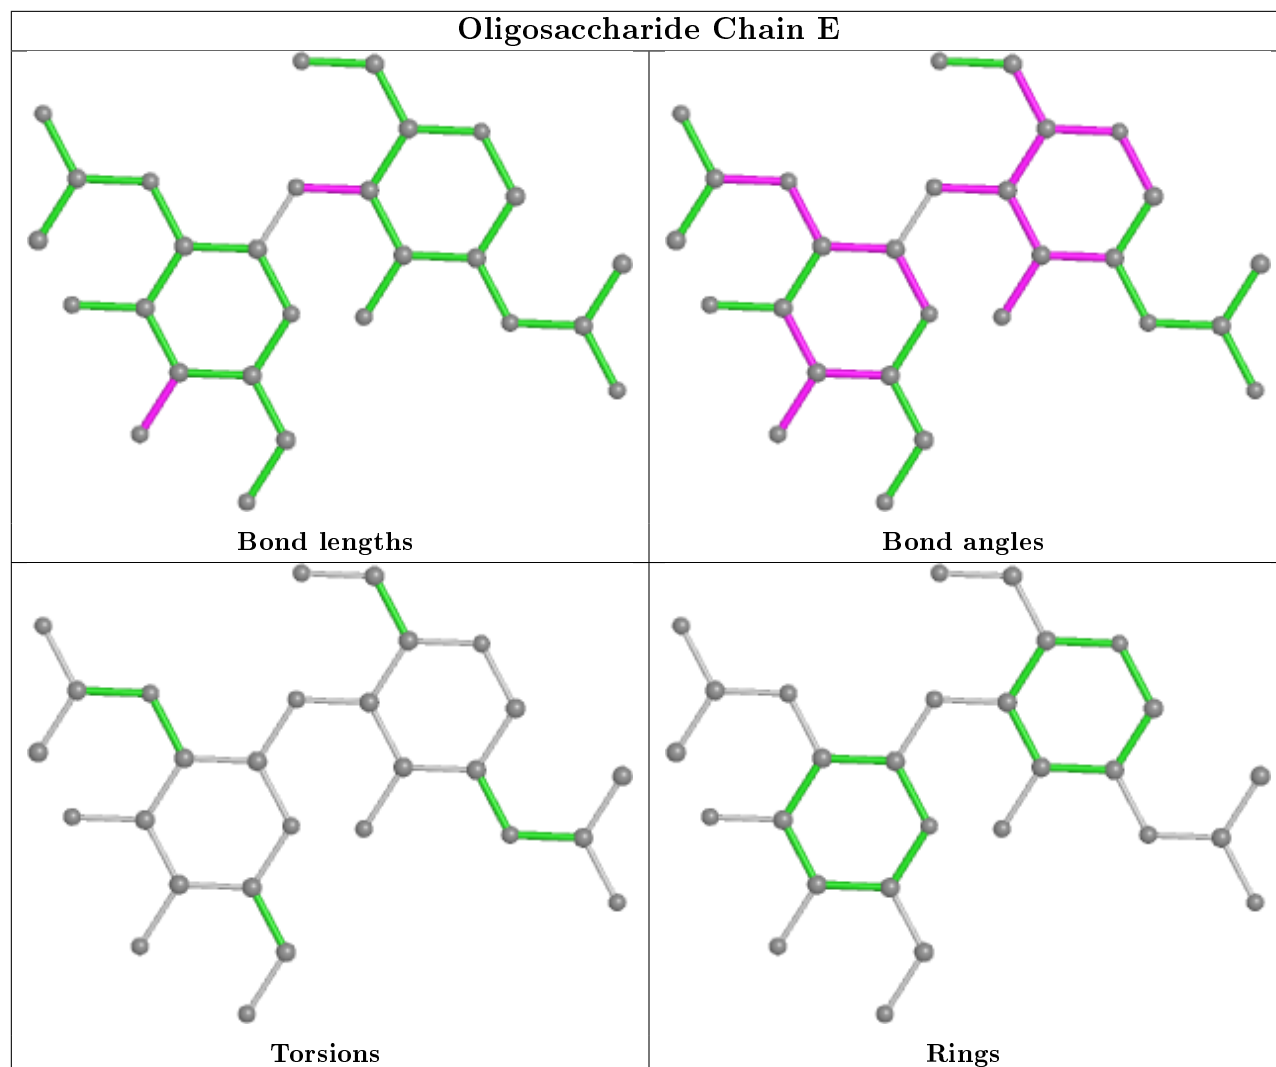 Oligosaccharide Chain E
Bond lengths
Bond angles
Torsions
Rings